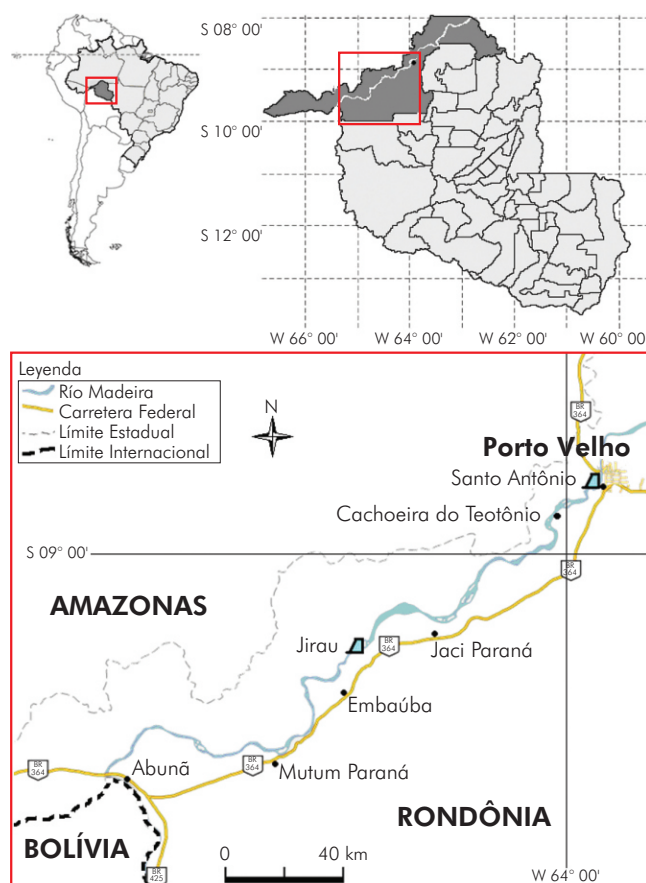 S 08° 00'
S 10° 00'
S 12° 00'
W 66° 00' W 64° 00' W 62° 00' W 60° 00'
Leyenda
Río Madeira
Carretera Federal
Límite Estadual
Límite Internacional
N
BR 364
Porto Velho
Santo Antônio
Cachoeira do Teotônio
S 09° 00'
BR 364
AMAZONAS
Jirau
BR 364
Jaci Paraná
Embaúba
BR 364
Abunã
BR 364
Mutum Paraná
RONDÔNIA
BOLÍVIA
0 40 km
W 64° 00'
BR 425